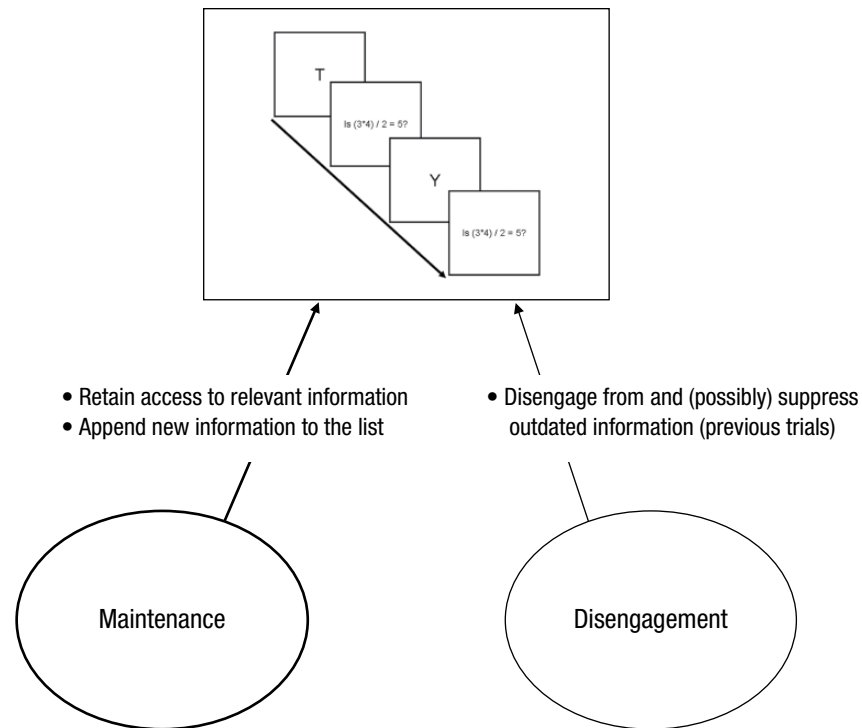 T
Is (3*4) / 2 = 5?
Y
Is (3*4) / 2 = 5?
• Retain access to relevant information
• Append new information to the list
• Disengage from and (possibly) suppress
outdated information (previous trials)
Maintenance
Disengagement